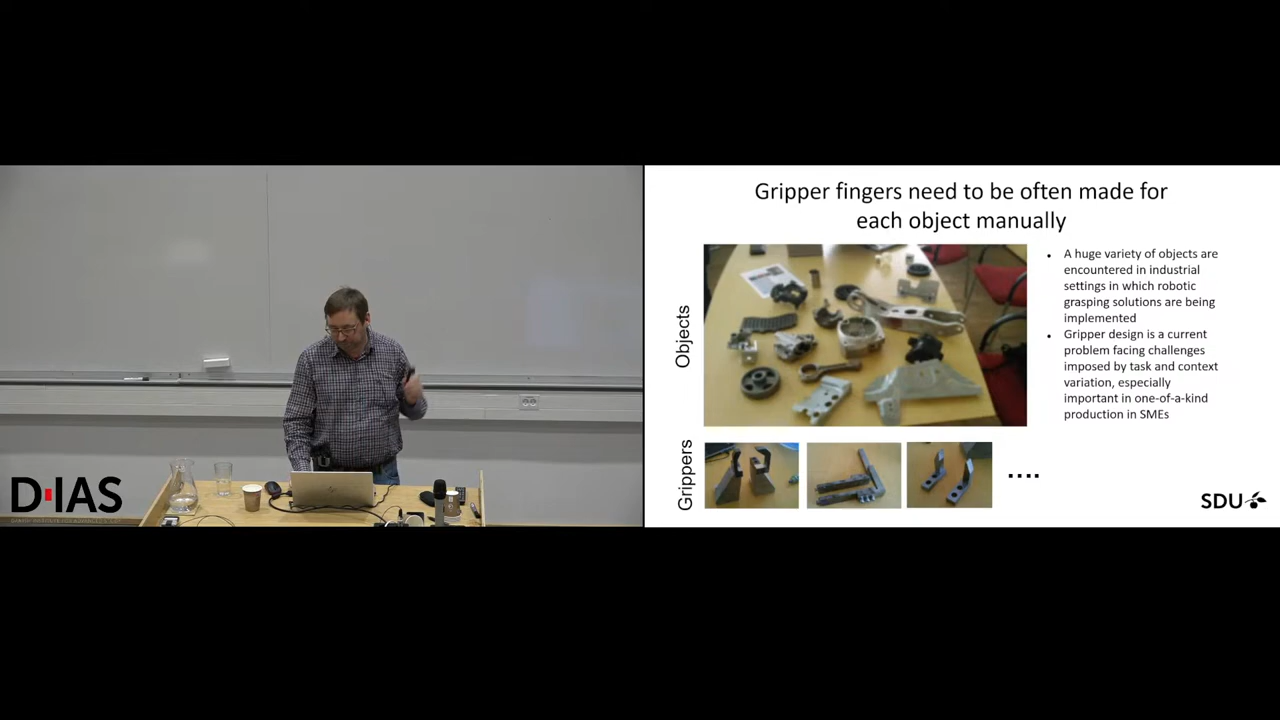 Gripper fingers need to be often made for
each object manually
Objects
• A huge variety of objects are
encountered in industrial
settings in which robotic
grasping solutions are being
implemented
• Gripper design is a current
problem facing challenges
imposed by task and context
variation, especially
important in one-of-a-kind
production in SMEs
Grippers
....
D·IAS
SDU